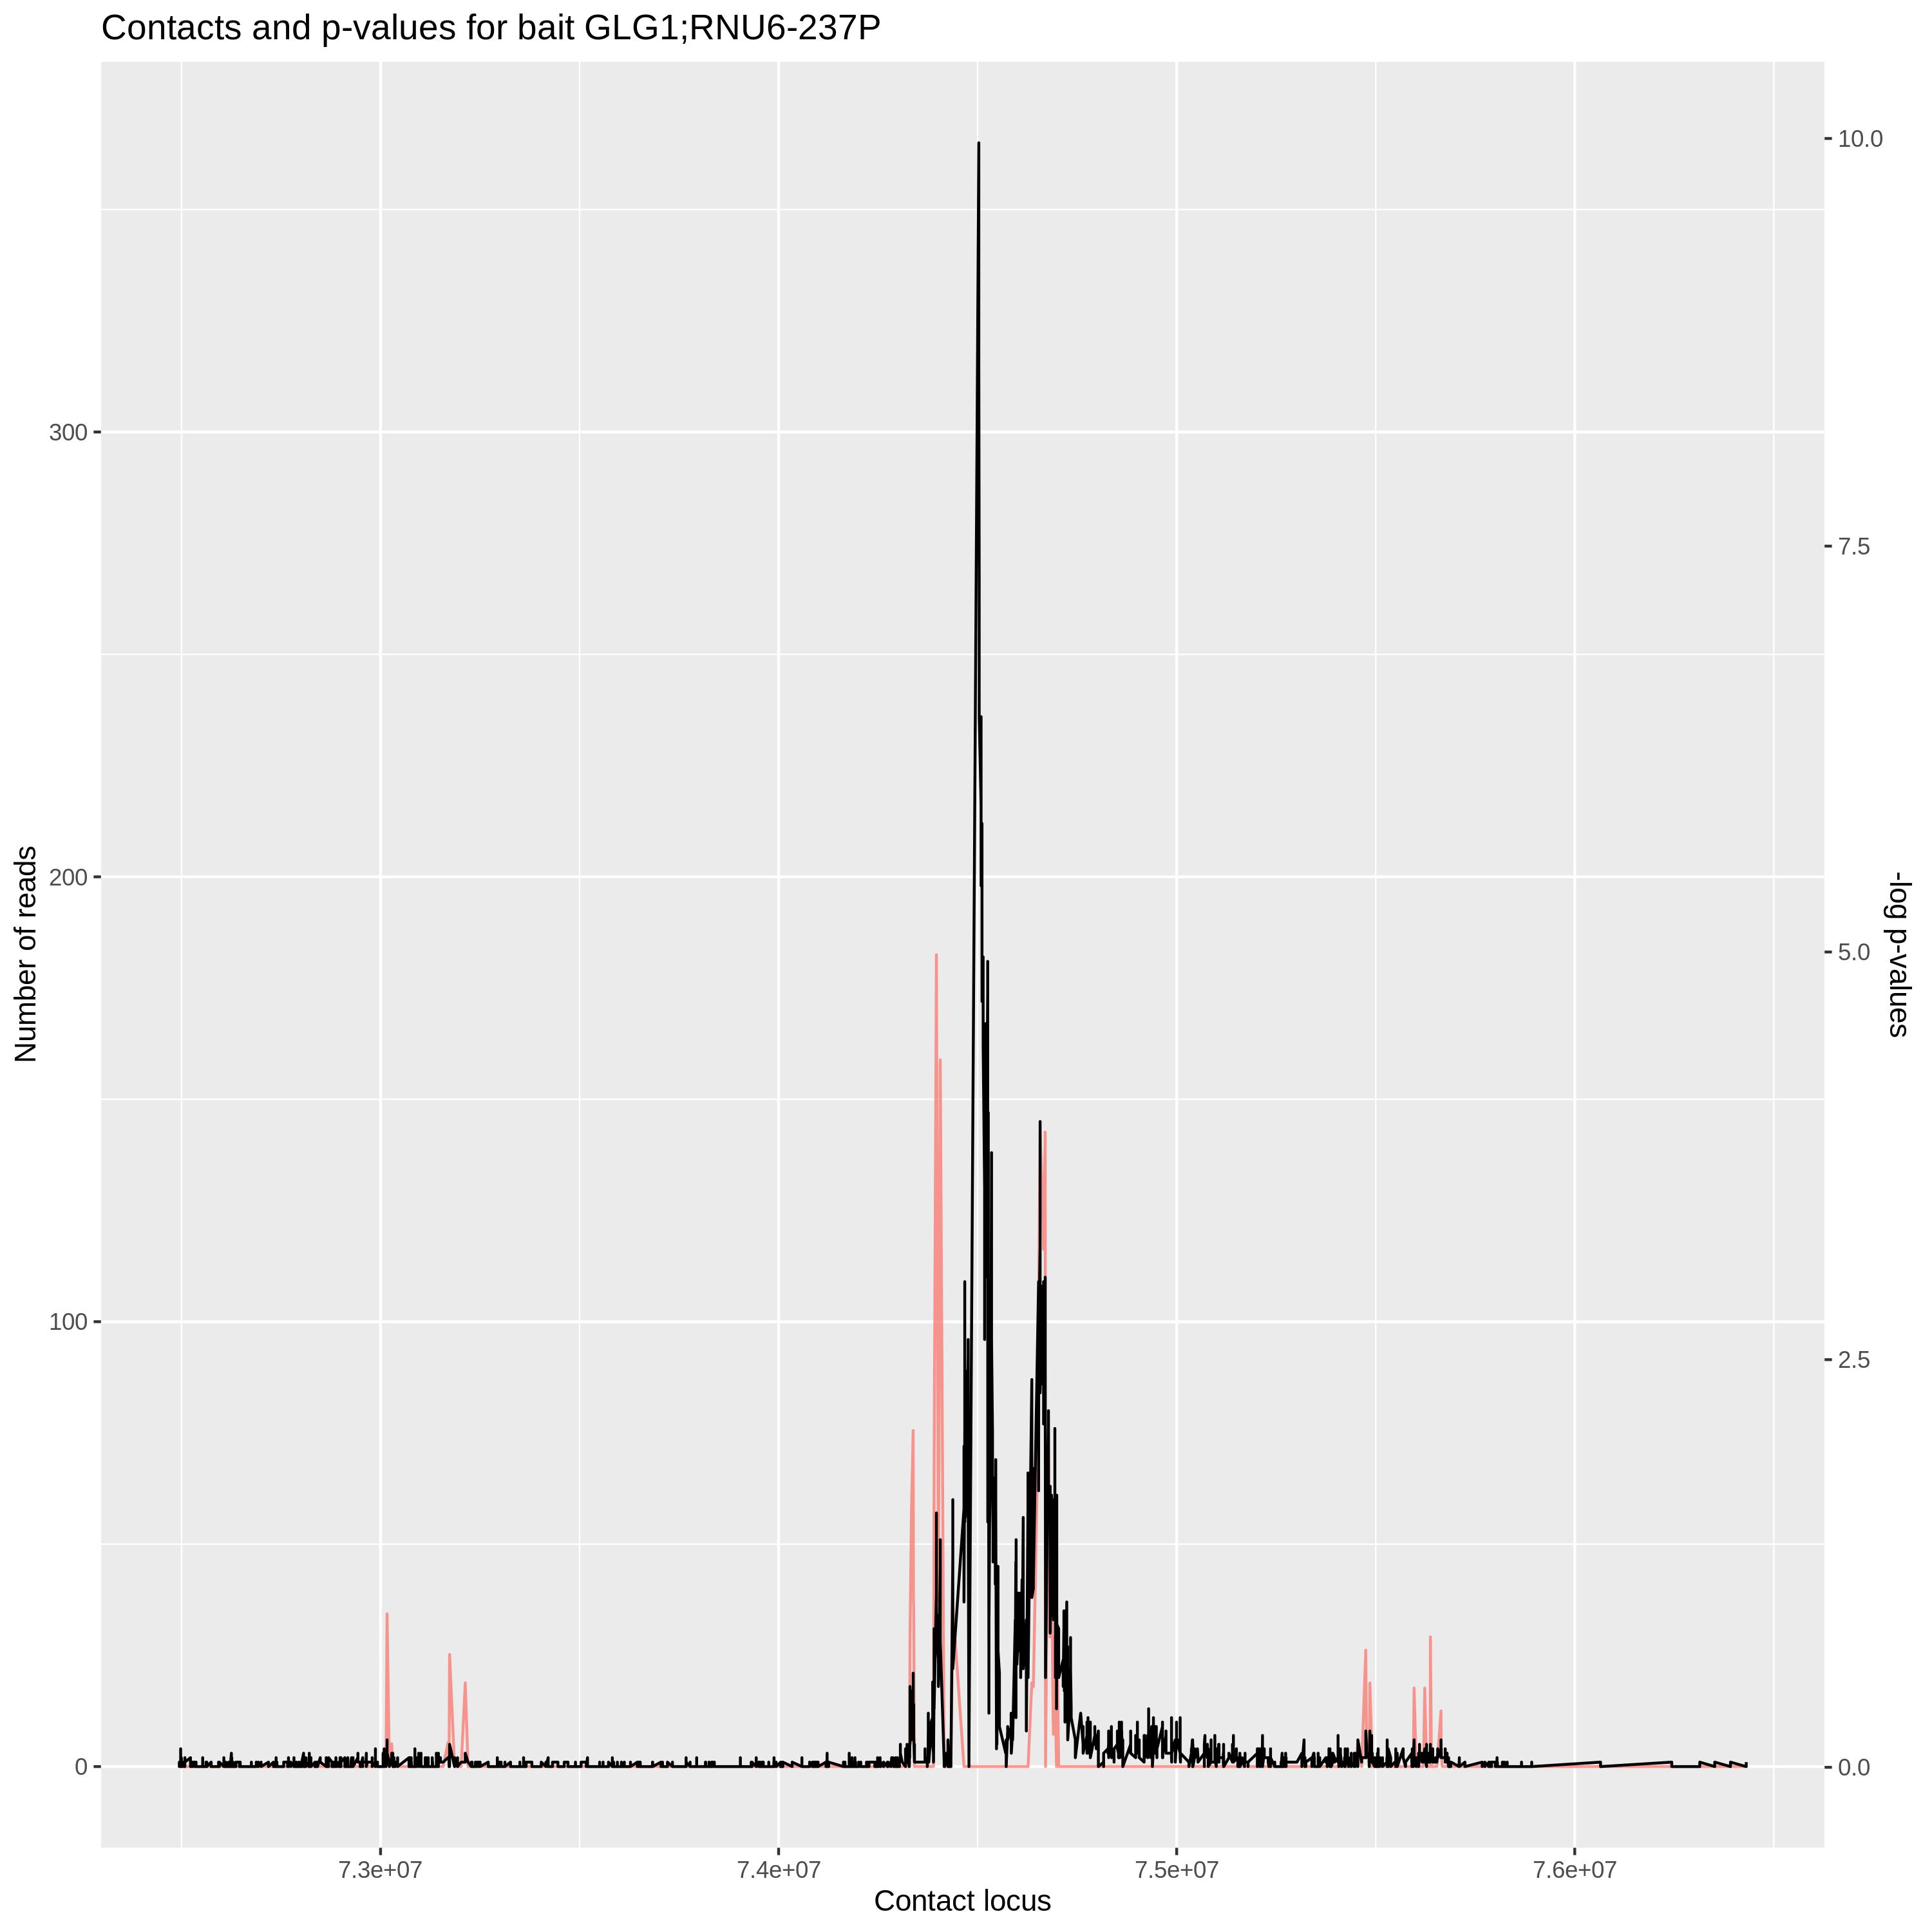 Contacts and p-values for bait GLG1;RNU6-237P
10.0
300
7.5
200
5.0
Number of reads
-log p-values
100
2.5
0
0.0
7.3e+07
7.4e+07
7.5e+07
7.6e+07
Contact locus